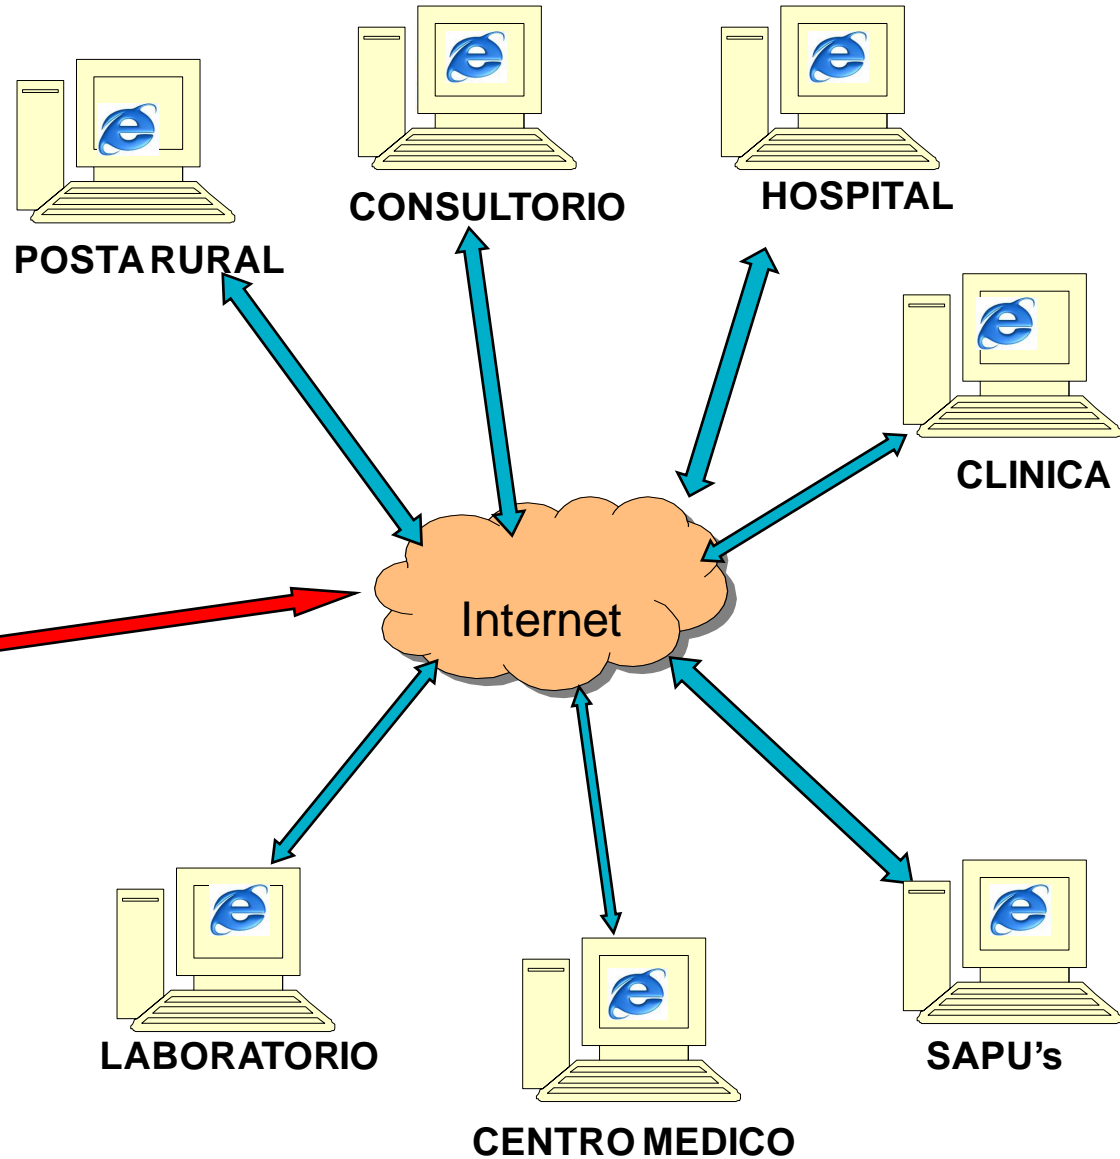 CONSULTORIO
HOSPITAL
POSTA RURAL
CLINICA
Internet
LABORATORIO
SAPU's
CENTRO MEDICO